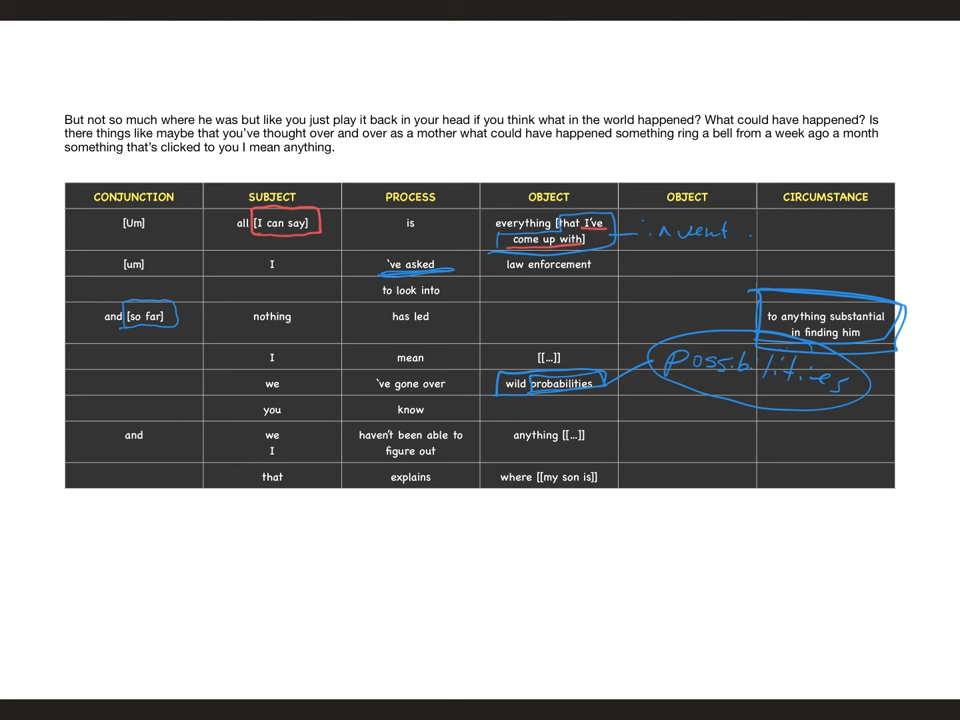 But not so much where he was but like you just play it back in your head if you think what in the world happened? What could have happened? Is
there things like maybe that you've thought over and over as a mother what could have happened something ring a bell from a week ago a month
something that's clicked to you I mean anything.
CONJUNCTION SUBJECT PROCESS OBJECT OBJECT CIRCUMSTANCE
[Um] all [I can say] is everything [that I've
come up with]
invent.
[um] I 've asked law enforcement
to look into
and [so far] nothing has led to anything substantial
in finding him
I mean [[...]]
possibilities
we 've gone over wild probabilities
you know
and we haven't been able to anything [[...]]
I figure out
that explains where [[my son is]]